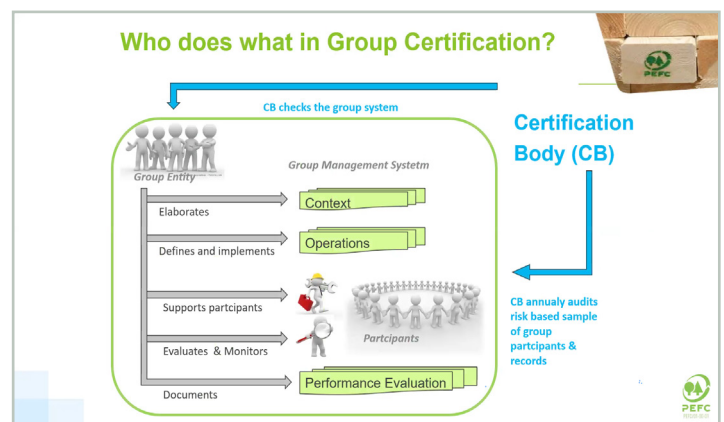 Who does what in Group Certification?
PEFC
CB checks the group system
Certification
Body (CB)
Group Entity
Group Management Systetm
Elaborates
Context
Defines and implements
Operations
Supports partcipants
Partcipants
Evaluates & Monitors
CB annualy audits
risk based sample
of group
partcipants &
records
Documents
Performance Evaluation
PEFC